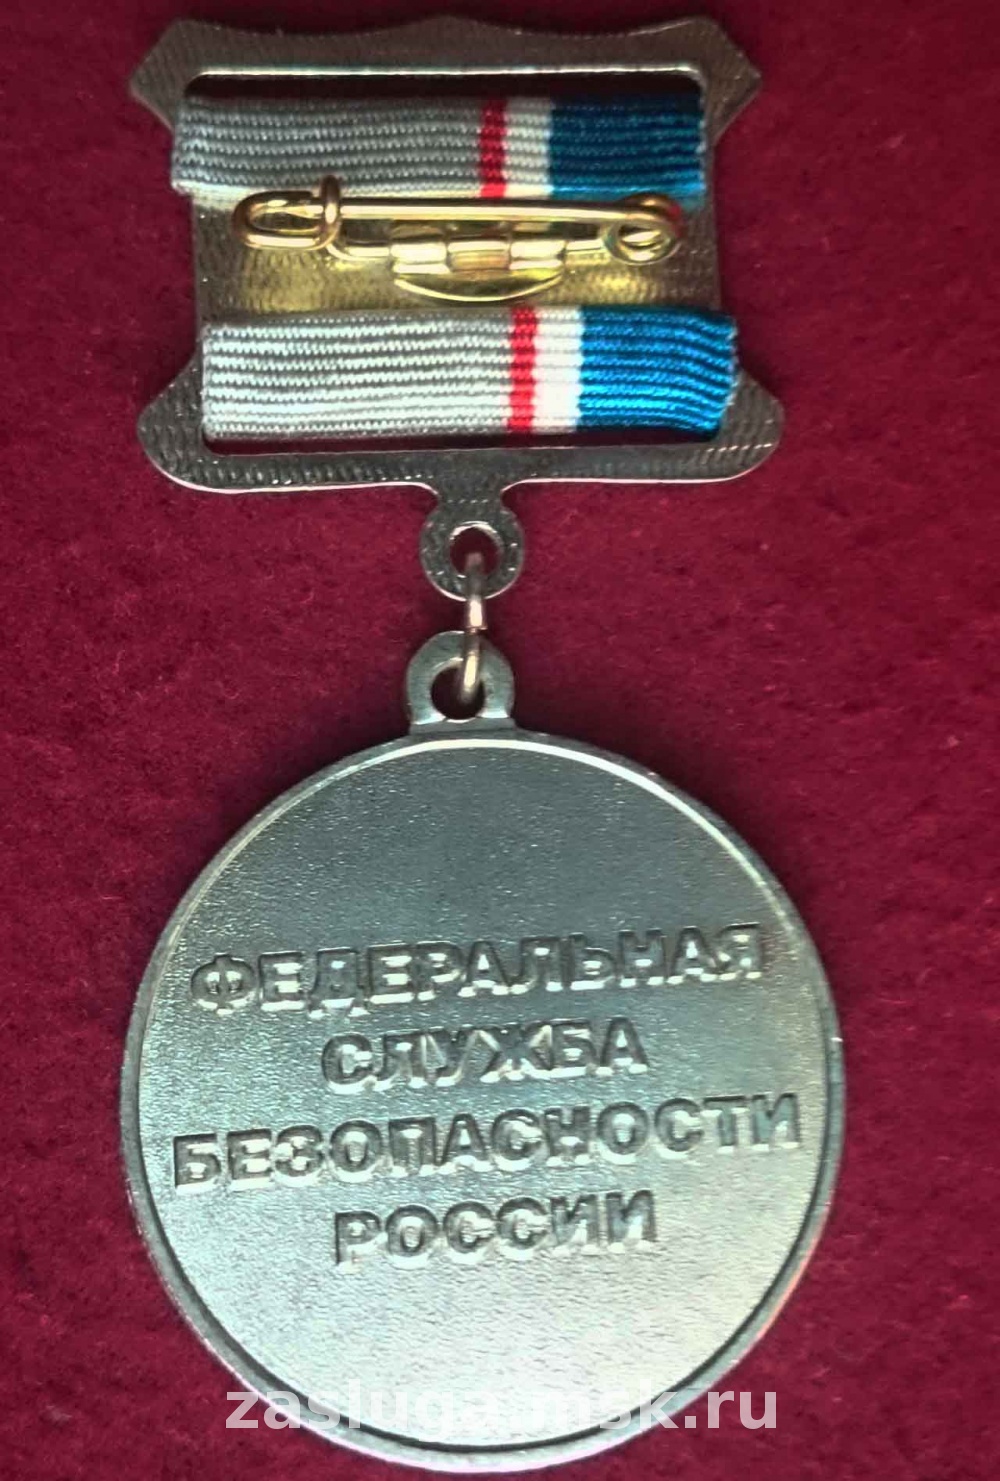 ФЕДЕРАЛЬНАЯ
СЛУЖБА
БЕЗОПАСНОСТИ
РОССИИ
zasluga-msk.ru